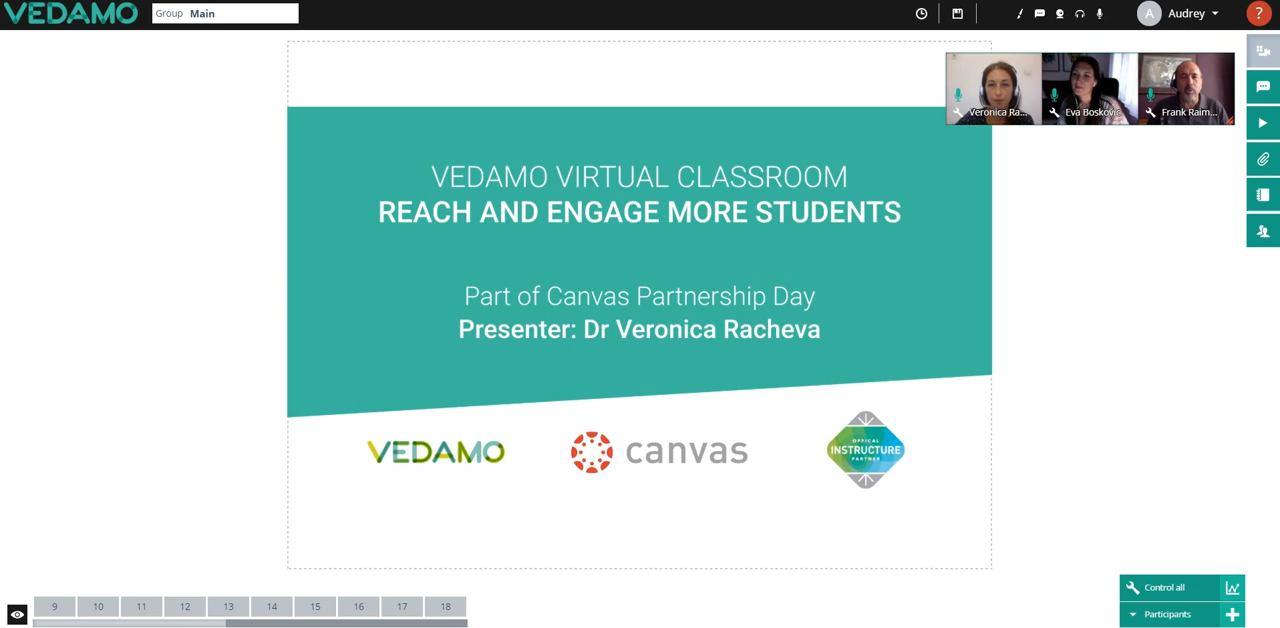 VEDAMO
Group Main
A Audrey
?
Veronica Ra...
Eva Boskovic
Frank Raim...
VEDAMO VIRTUAL CLASSROOM
REACH AND ENGAGE MORE STUDENTS
Part of Canvas Partnership Day
Presenter: Dr Veronica Racheva
VEDAMO
canvas
OFFICAL
INSTRUCTURE
PARTNER
Control all
Participants
9 10 11 12 13 14 15 16 17 18